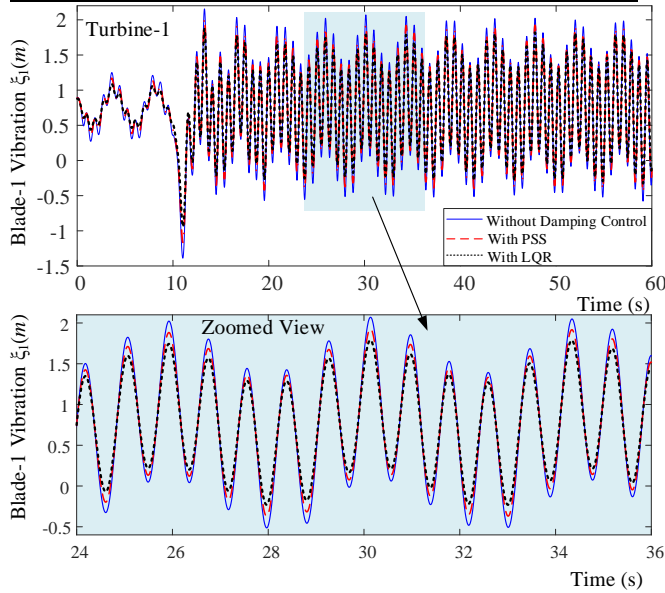 Turbine-1
Blade-1 Vibration ξ1(m)
2
1.5
1
0.5
0
-0.5
-1
-1.5
0 10 20 30 40 50 60
Time (s)
Without Damping Control
With PSS
With LQR
Zoomed View
Blade-1 Vibration ξ1(m)
2
1.5
1
0.5
0
-0.5
24 26 28 30 32 34 36
Time (s)